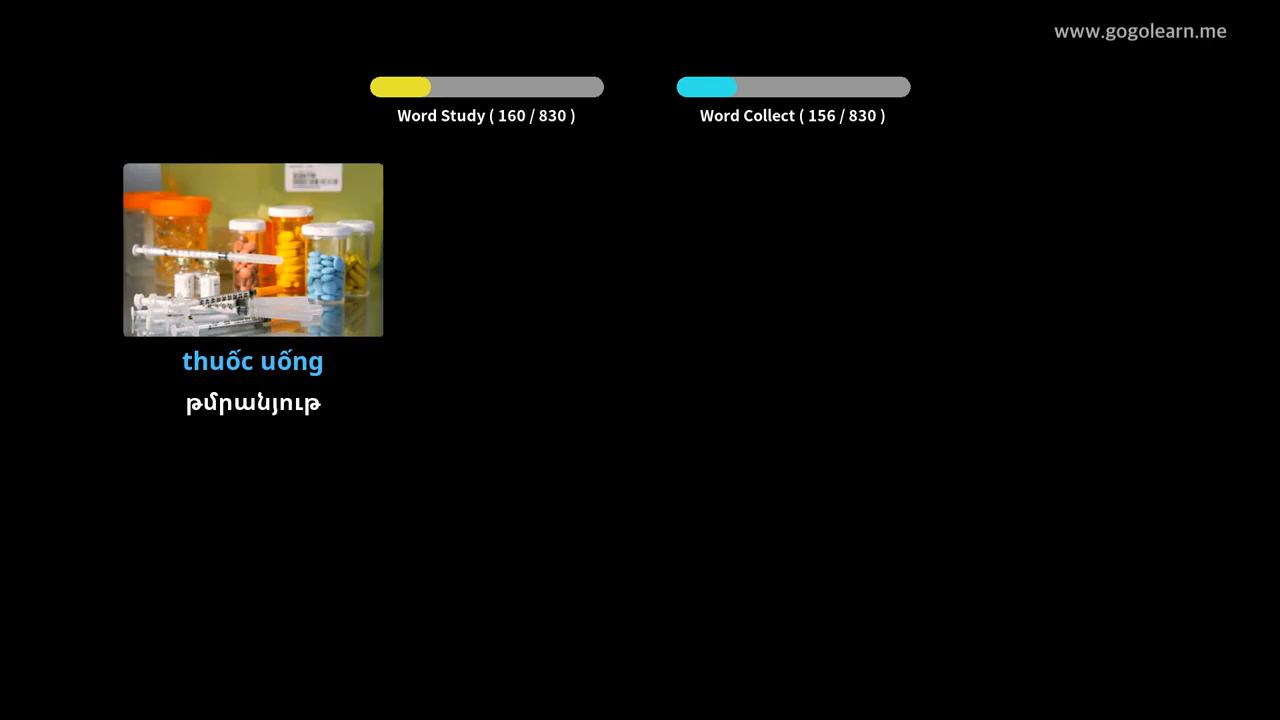 www.gogolearn.me
Word Study ( 160 / 830 )
Word Collect ( 156 / 830 )
thuốc uống
թմրանյութ